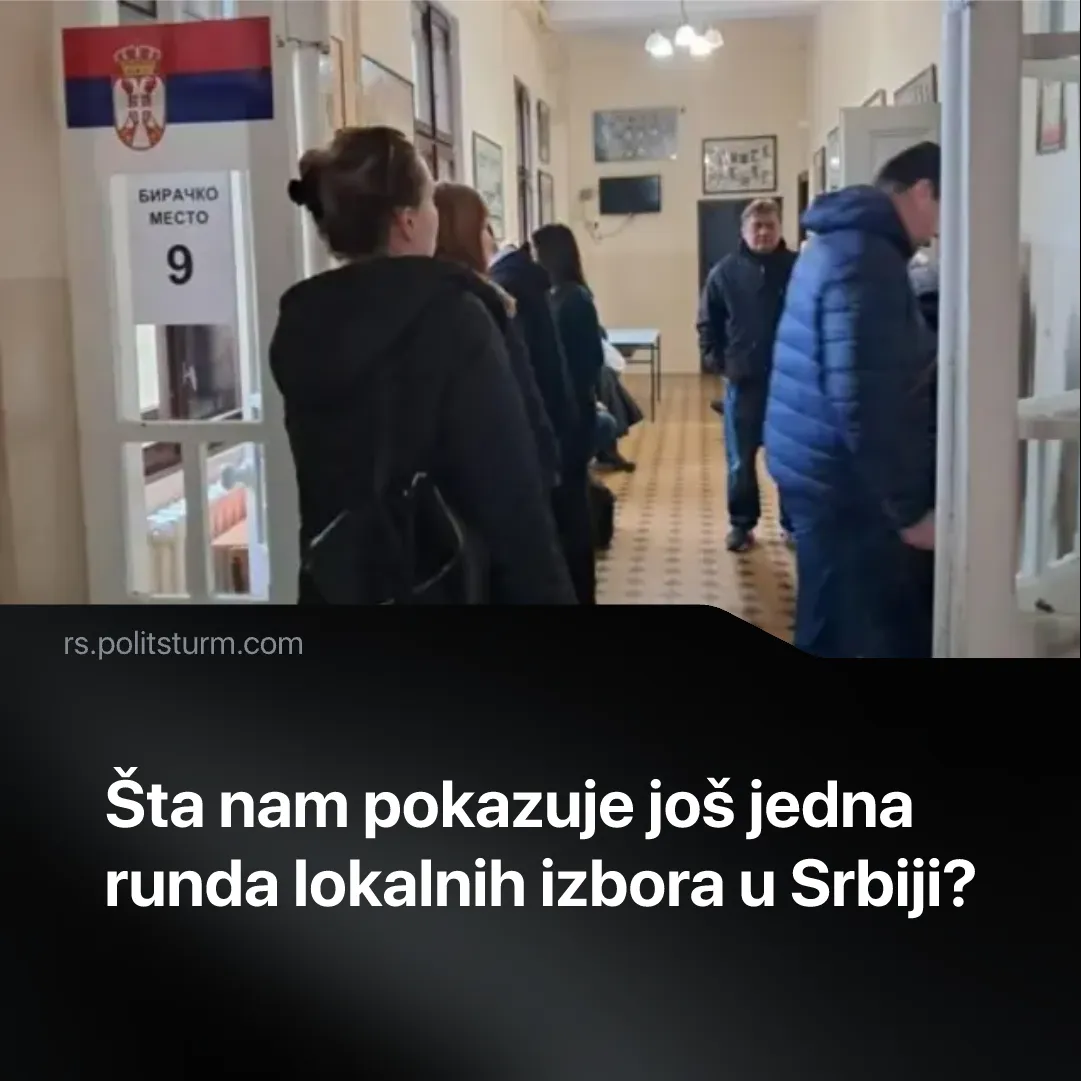 БИРАЧКО
МЕСТО
9
rs.politsturm.com
Šta nam pokazuje još jedna
runda lokalnih izbora u Srbiji?